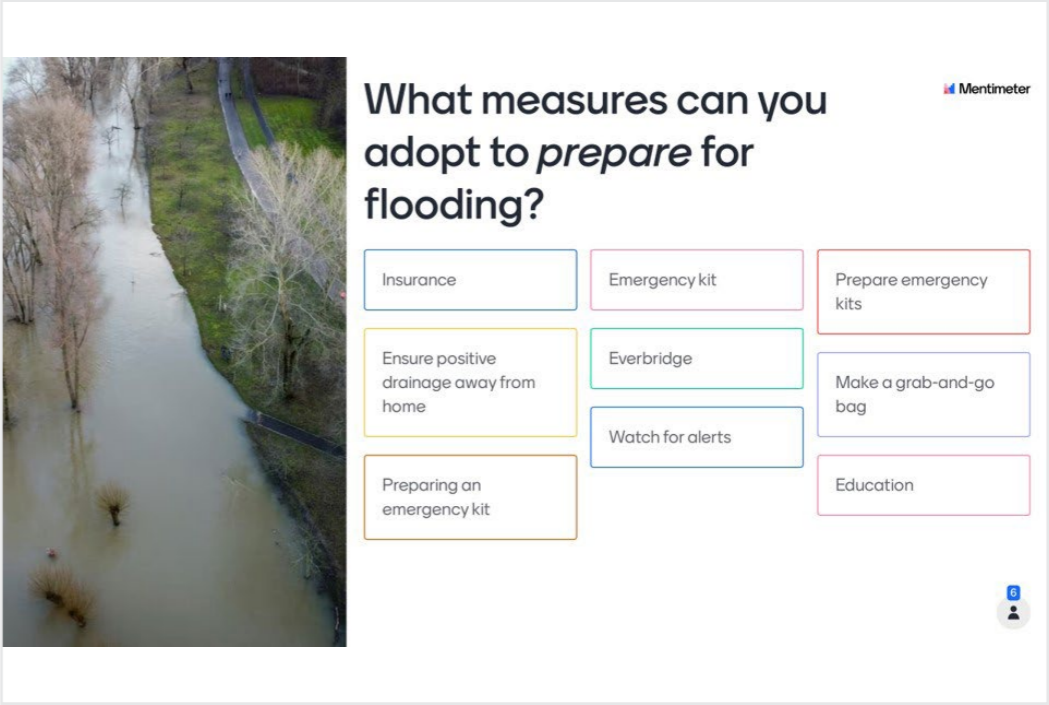 What measures can you
adopt to prepare for
flooding?
Mentimeter
Insurance
Ensure positive
drainage away from
home
Preparing an
emergency kit
Emergency kit
Everbridge
Watch for alerts
Prepare emergency
kits
Make a grab-and-go
bag
Education
6